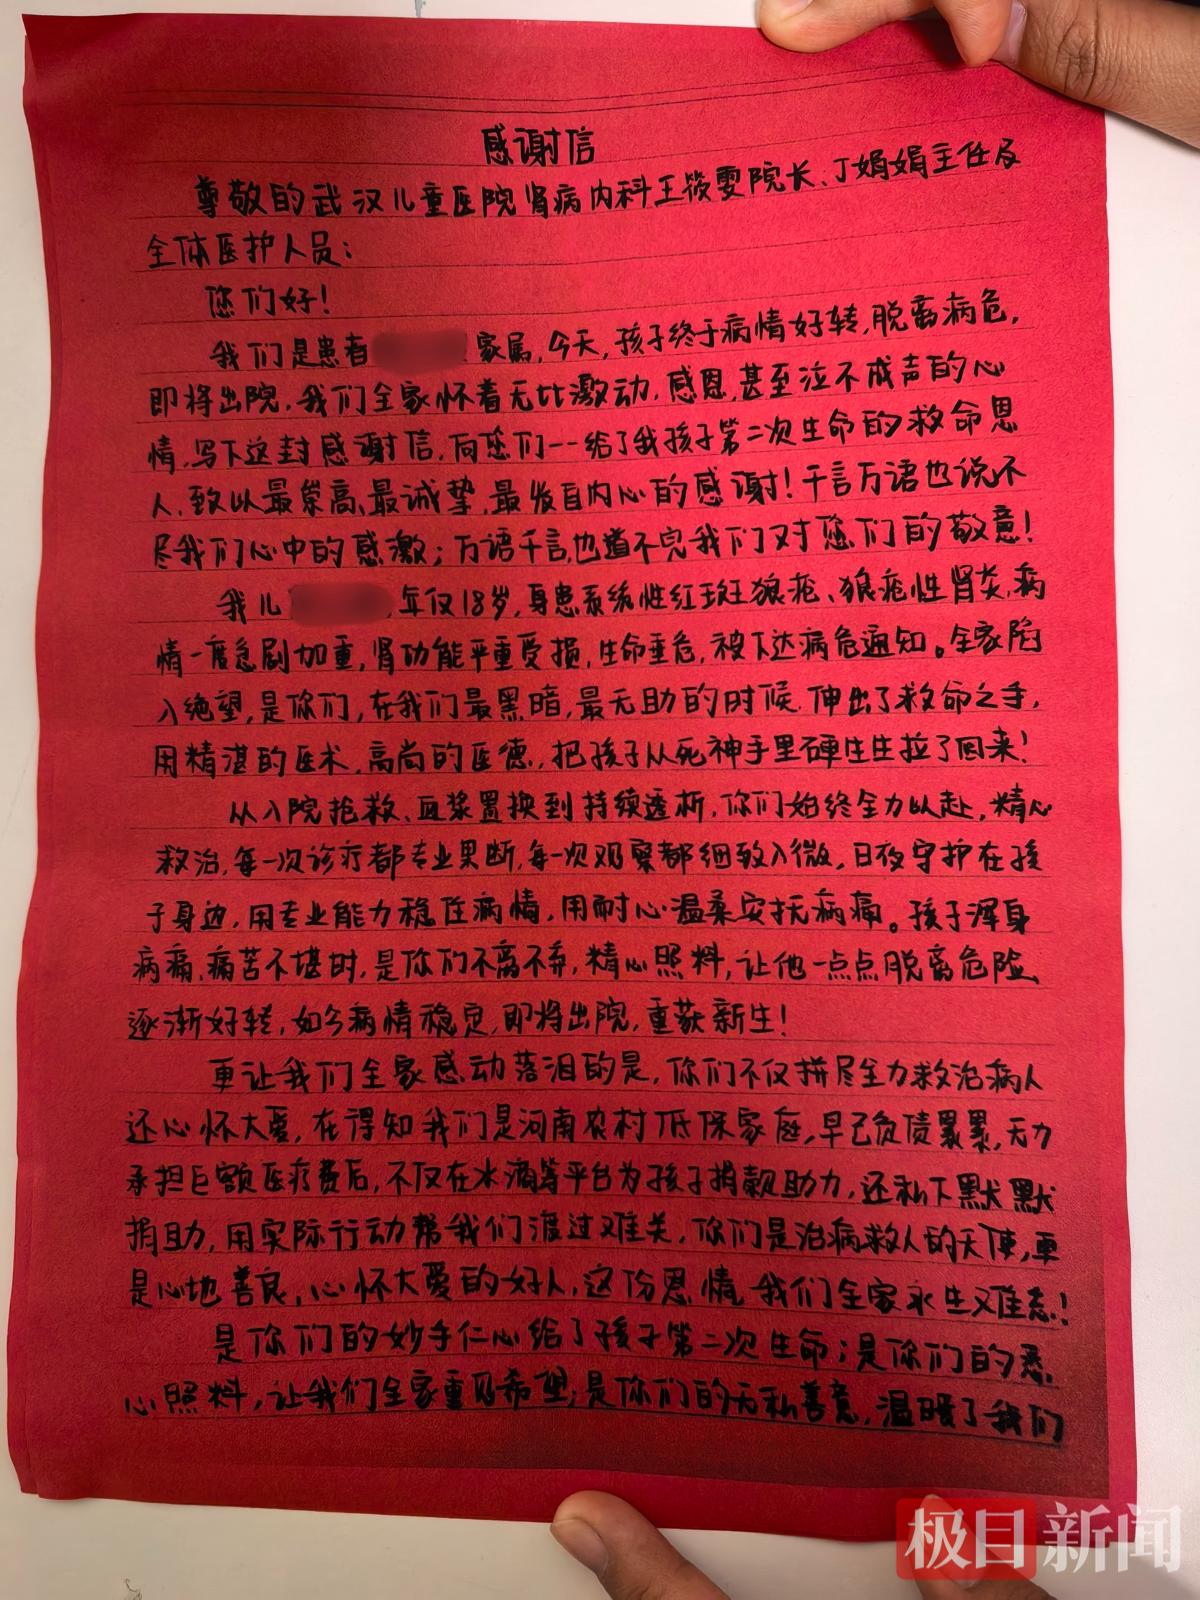 感谢信
尊敬的武汉儿童医院肾病内科王筱雯院长、丁娟娟主任及
全体医护人员：
您们好！
我们是患者 家属，今天，孩子终于病情好转，脱离病危，
即将出院，我们全家怀着无比激动，感恩，甚至泣不成声的心
情，写下这封感谢信，向您们一一给了我孩子第二次生命的救命恩
人，致以最崇高、最诚挚，最发自内心的感谢！千言万语也说不
尽我们心中的感激；万语千言，也道不完我们对您们的敬意！
我儿 ，年仅18岁，身患系统性红斑狼疮、狼疮性肾炎，病
情一度急剧加重，肾功能严重受损，生命垂危，被下达病危通知。全家陷
入绝望，是你们，在我们最黑暗，最无助的时候，伸出了救命之手，
用精湛的医术，高尚的医德，把孩子从死神手里硬生生拉了回来！
从入院抢救、血浆置换到持续透析，你们始终全力以赴，精心
救治，每一次诊疗都专业果断，每一次观察都细致入微，日夜守护在孩
子身边，用专业能力稳住病情，用耐心温柔安抚病痛。孩子浑身
病痛、痛苦不堪时，是你们不离不弃，精心照料，让他一点点脱离危险
逐渐好转，如今病情稳定，即将出院，重获新生！
更让我们全家感动落泪的是，你们不仅拼尽全力救治病人
还心怀大爱，在得知我们是河南农村低保家庭，早已负债累累，无力
承担巨额医疗费后，不仅在水滴等平台为孩子捐款助力，还私下默默
捐助，用实际行动帮我们渡过难关，你们是治病救人的天使，更
是心地善良，心怀大爱的好人，这份恩情，我们全家永生难忘！
是你们的妙手仁心给了孩子第二次生命；是你们的悉
心照料，让我们全家重见希望；是你们的无私善意，温暖了我们
极目新闻